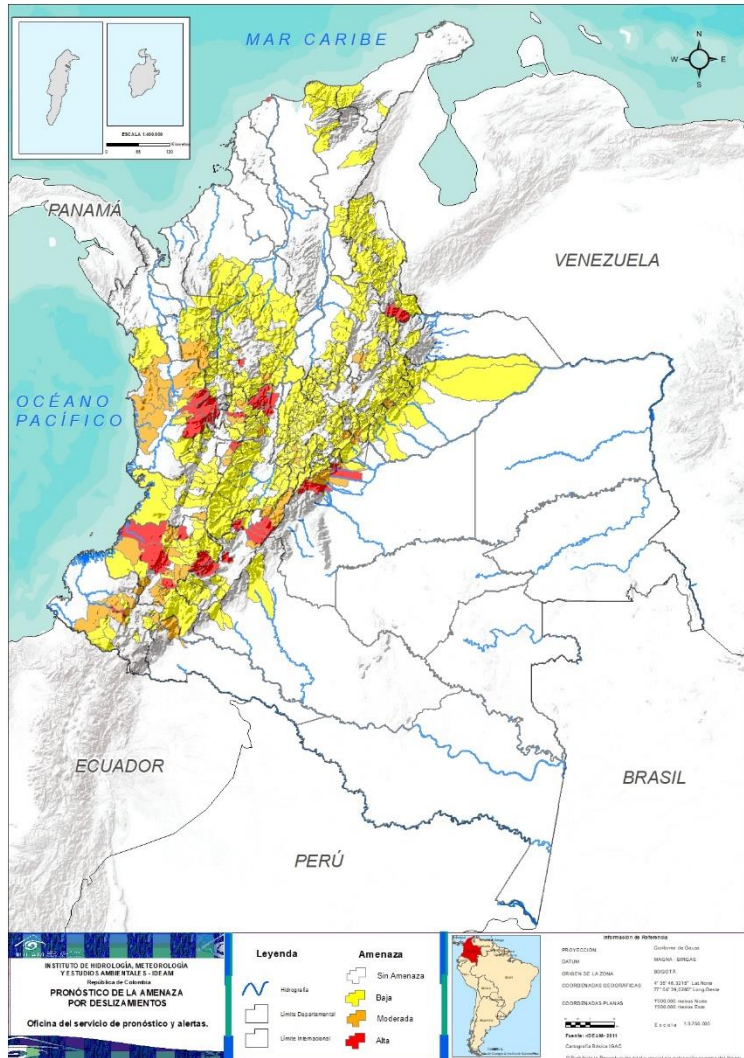 MAR CARIBE
N
W
E
S
ESCALA 1:400.000
PANAMÁ
VENEZUELA
OCÉANO
PACÍFICO
ECUADOR
BRASIL
PERÚ
INSTITUTO DE HIDROLOGÍA, METEOROLOGÍA
Y ESTUDIOS AMBIENTALES - IDEAM
República de Colombia
PRONÓSTICO DE LA AMENAZA
POR DESLIZAMIENTOS
Oficina del servicio de pronóstico y alertas.
Leyenda
Hidrografía
Límite Departamental
Límite Internacional
Amenaza
Sin Amenaza
Baja
Moderada
Alta
Información de Referencia
PROYECCIÓN
DATUM
ORIGEN DE LA ZONA BOGOTÁ
COORDENADAS GEOGRÁFICAS
COORDENADAS PLANAS
Escala
Fuente: IDEAM- 2011
Cartografía Básica IGAC